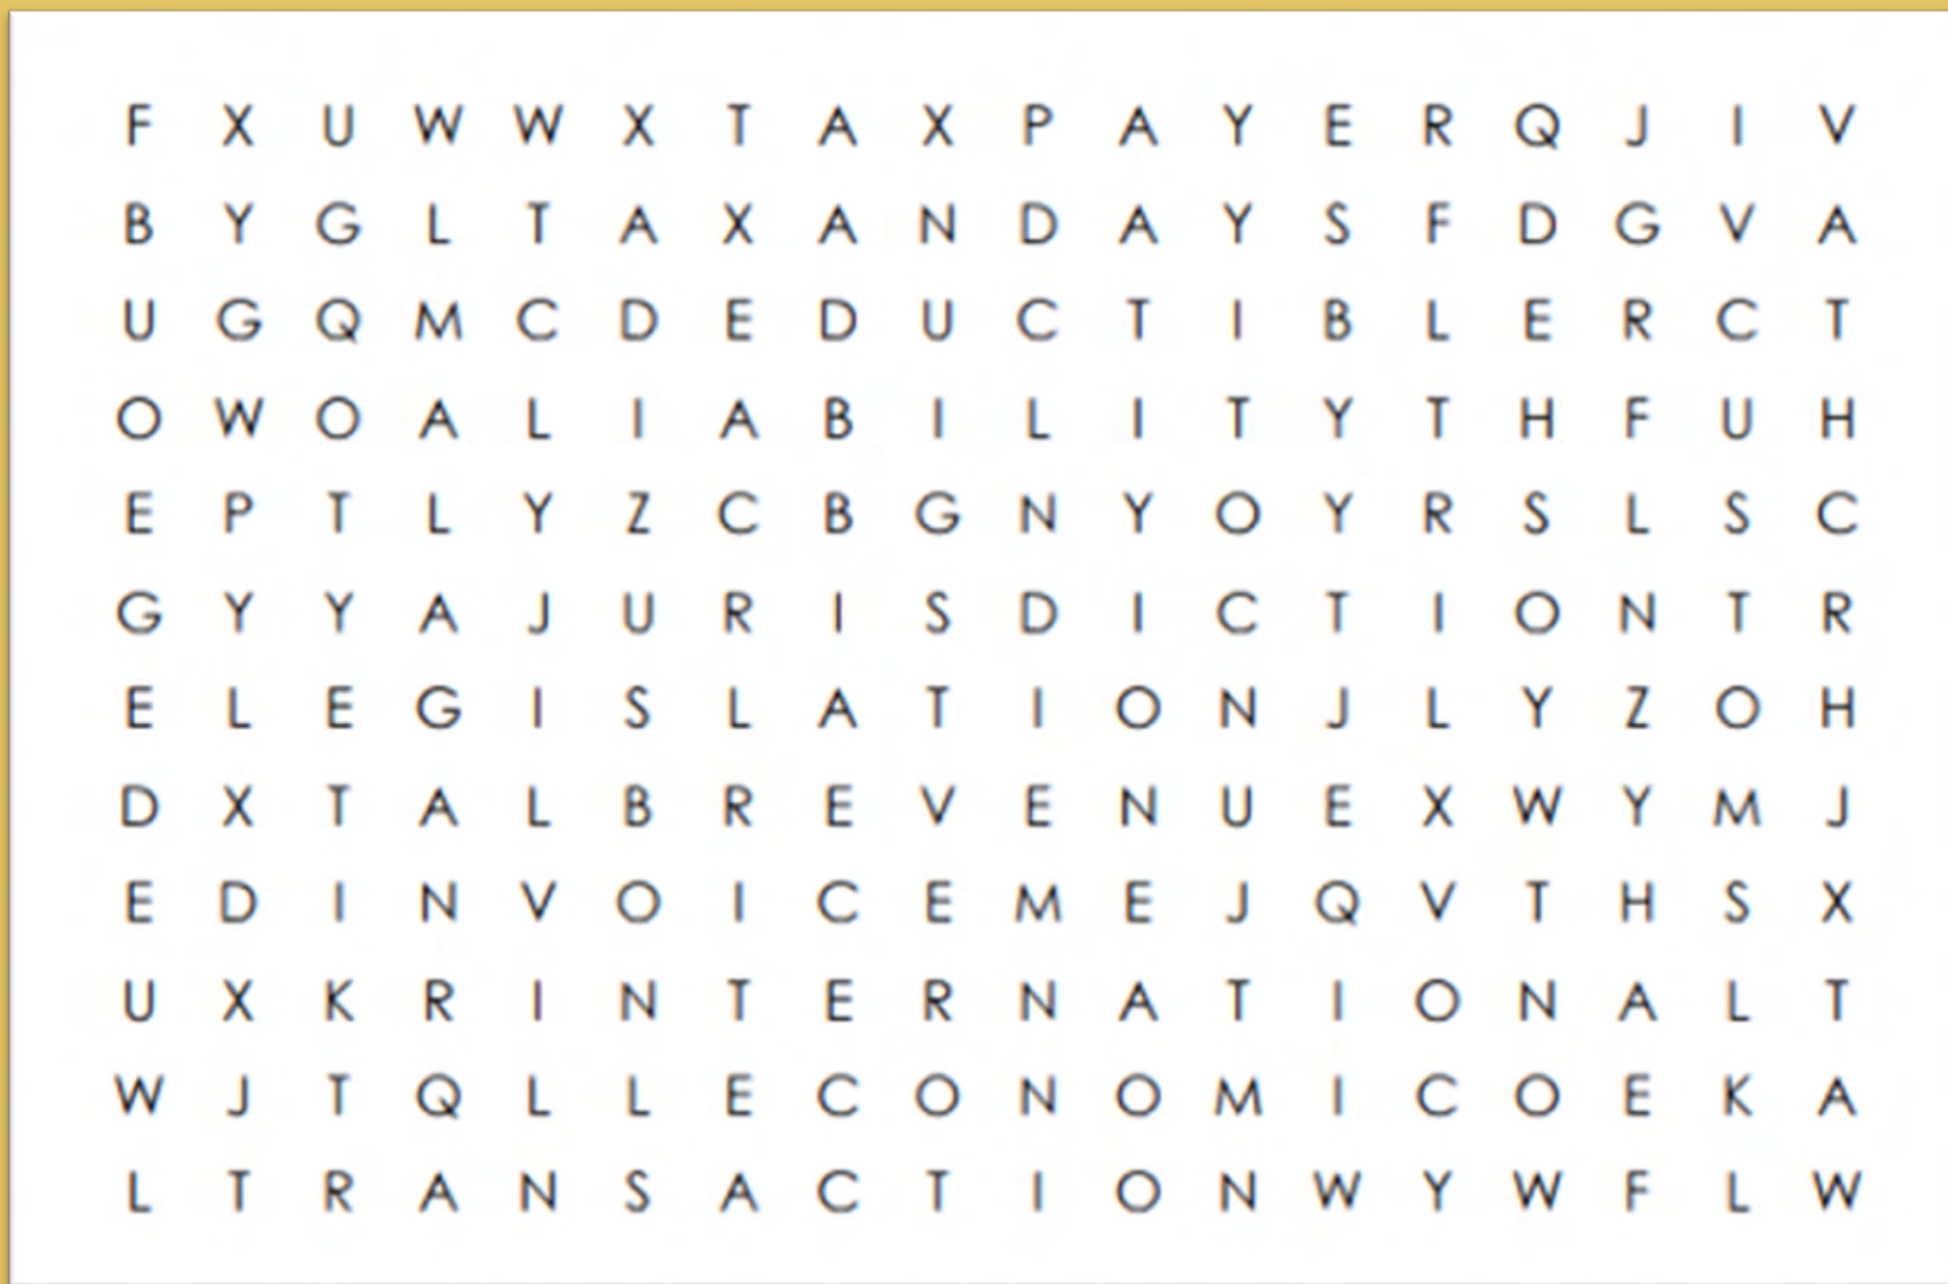 F X U W W X T A X P A Y E R Q J I V
B Y G L T A X A N D A Y S F D G V A
U G Q M C D E D U C T I B L E R C T
O W O A L I A B I L I T Y T H F U H
E P T L Y Z C B G N Y O Y R S L S C
G Y Y A J U R I S D I C T I O N T R
E L E G I S L A T I O N J L Y Z O H
D X T A L B R E V E N U E X W Y M J
E D I N V O I C E M E J Q V T H S X
U X K R I N T E R N A T I O N A L T
W J T Q L L E C O N O M I C O E K A
L T R A N S A C T I O N W Y W F L W